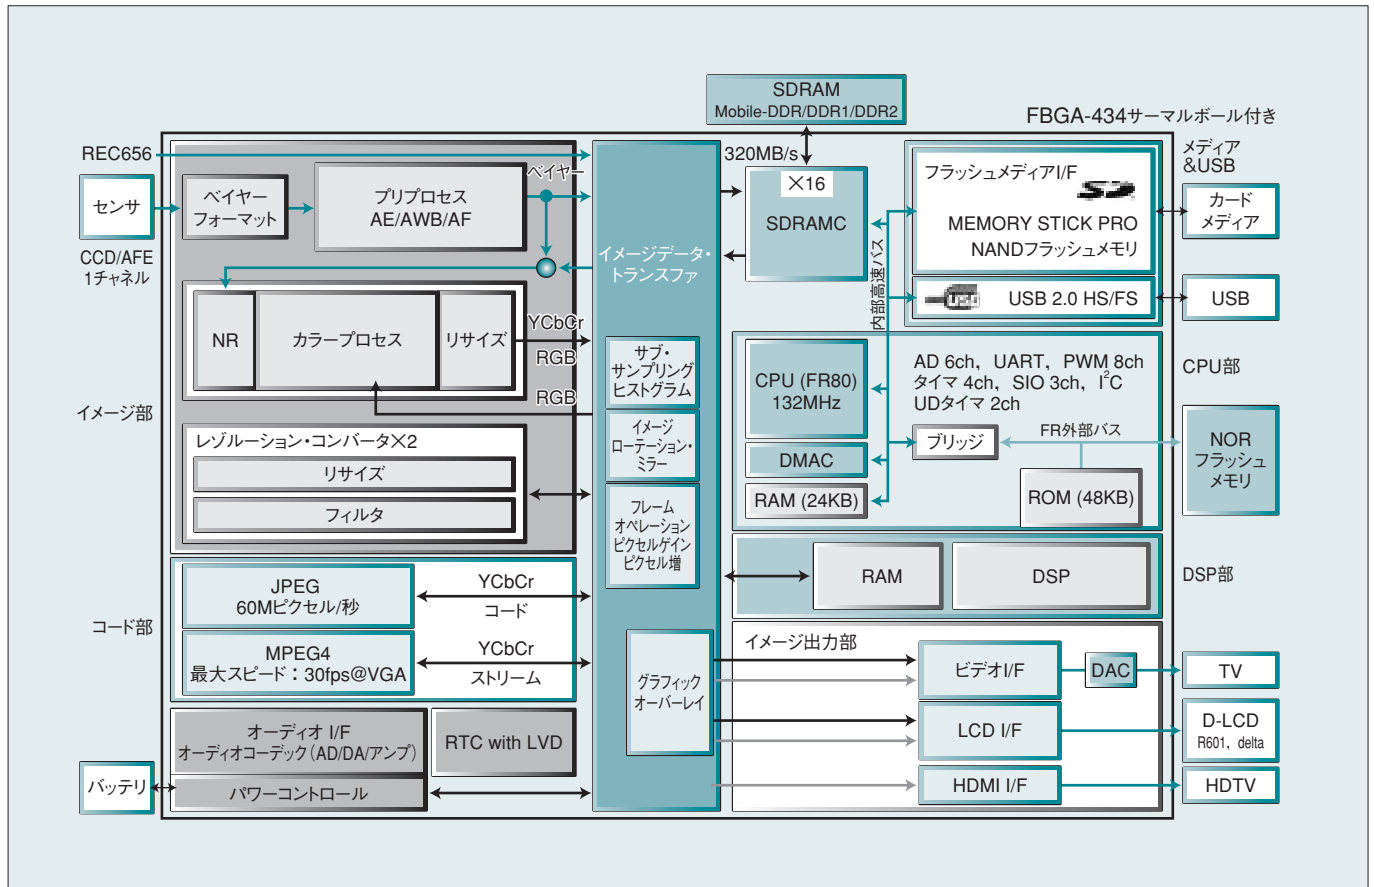 SDRAM
Mobile-DDR/DDR1/DDR2
FBGA-434サーマルボール付き
REC656
センサ
CCD/AFE
1チャネル
ベイヤー
フォーマット
プリプロセス
AE/AWB/AF
ベイヤー
NR
カラープロセス
リサイズ
YCbCr
RGB
RGB
イメージ部
レゾルーション・コンバータ×2
リサイズ
フィルタ
コード部
JPEG
60Mピクセル/秒
YCbCr
コード
MPEG4
最大スピード：30fps@VGA
YCbCr
ストリーム
オーディオ I/F
オーディオコーデック（AD/DA/アンプ）
RTC with LVD
バッテリ
パワーコントロール
イメージデータ・
トランスファ
サブ・
サンプリング
ヒストグラム
イメージ
ローテーション・
ミラー
フレーム
オペレーション
ピクセルゲイン
ピクセル増
グラフィック
オーバーレイ
320MB/s
×16
SDRAMC
内部高速バス
フラッシュメディアI/F
SD
MEMORY STICK PRO
NANDフラッシュメモリ
USB 2.0 HS/FS
メディア
&USB
カード
メディア
USB
CPU (FR80)
132MHz
DMAC
RAM (24KB)
AD 6ch，UART，PWM 8ch
タイマ 4ch，SIO 3ch，I²C
UDタイマ 2ch
ブリッジ
FR外部バス
ROM (48KB)
CPU部
NOR
フラッシュ
メモリ
RAM
DSP
DSP部
イメージ出力部
ビデオI/F
DAC
TV
LCD I/F
D-LCD
R601，delta
HDMI I/F
HDTV